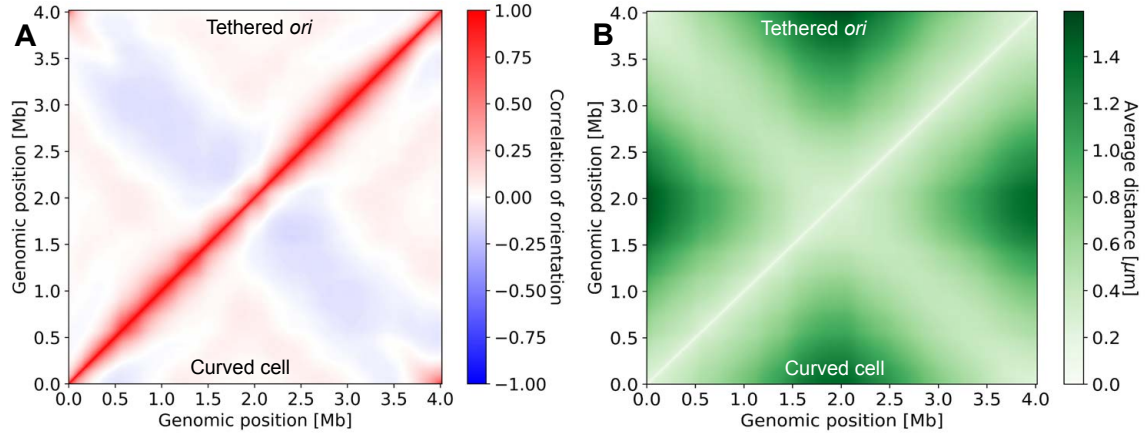 A
Tethered ori
Curved cell
4.0
3.5
3.0
2.5
2.0
1.5
1.0
0.5
0.0
Genomic position [Mb]
0.0 0.5 1.0 1.5 2.0 2.5 3.0 3.5 4.0
Genomic position [Mb]
1.00
0.75
0.50
0.25
0.00
−0.25
−0.50
−0.75
−1.00
Correlation of orientation
B
Tethered ori
Curved cell
4.0
3.5
3.0
2.5
2.0
1.5
1.0
0.5
0.0
Genomic position [Mb]
0.0 0.5 1.0 1.5 2.0 2.5 3.0 3.5 4.0
Genomic position [Mb]
1.4
1.2
1.0
0.8
0.6
0.4
0.2
0.0
Average distance [μm]